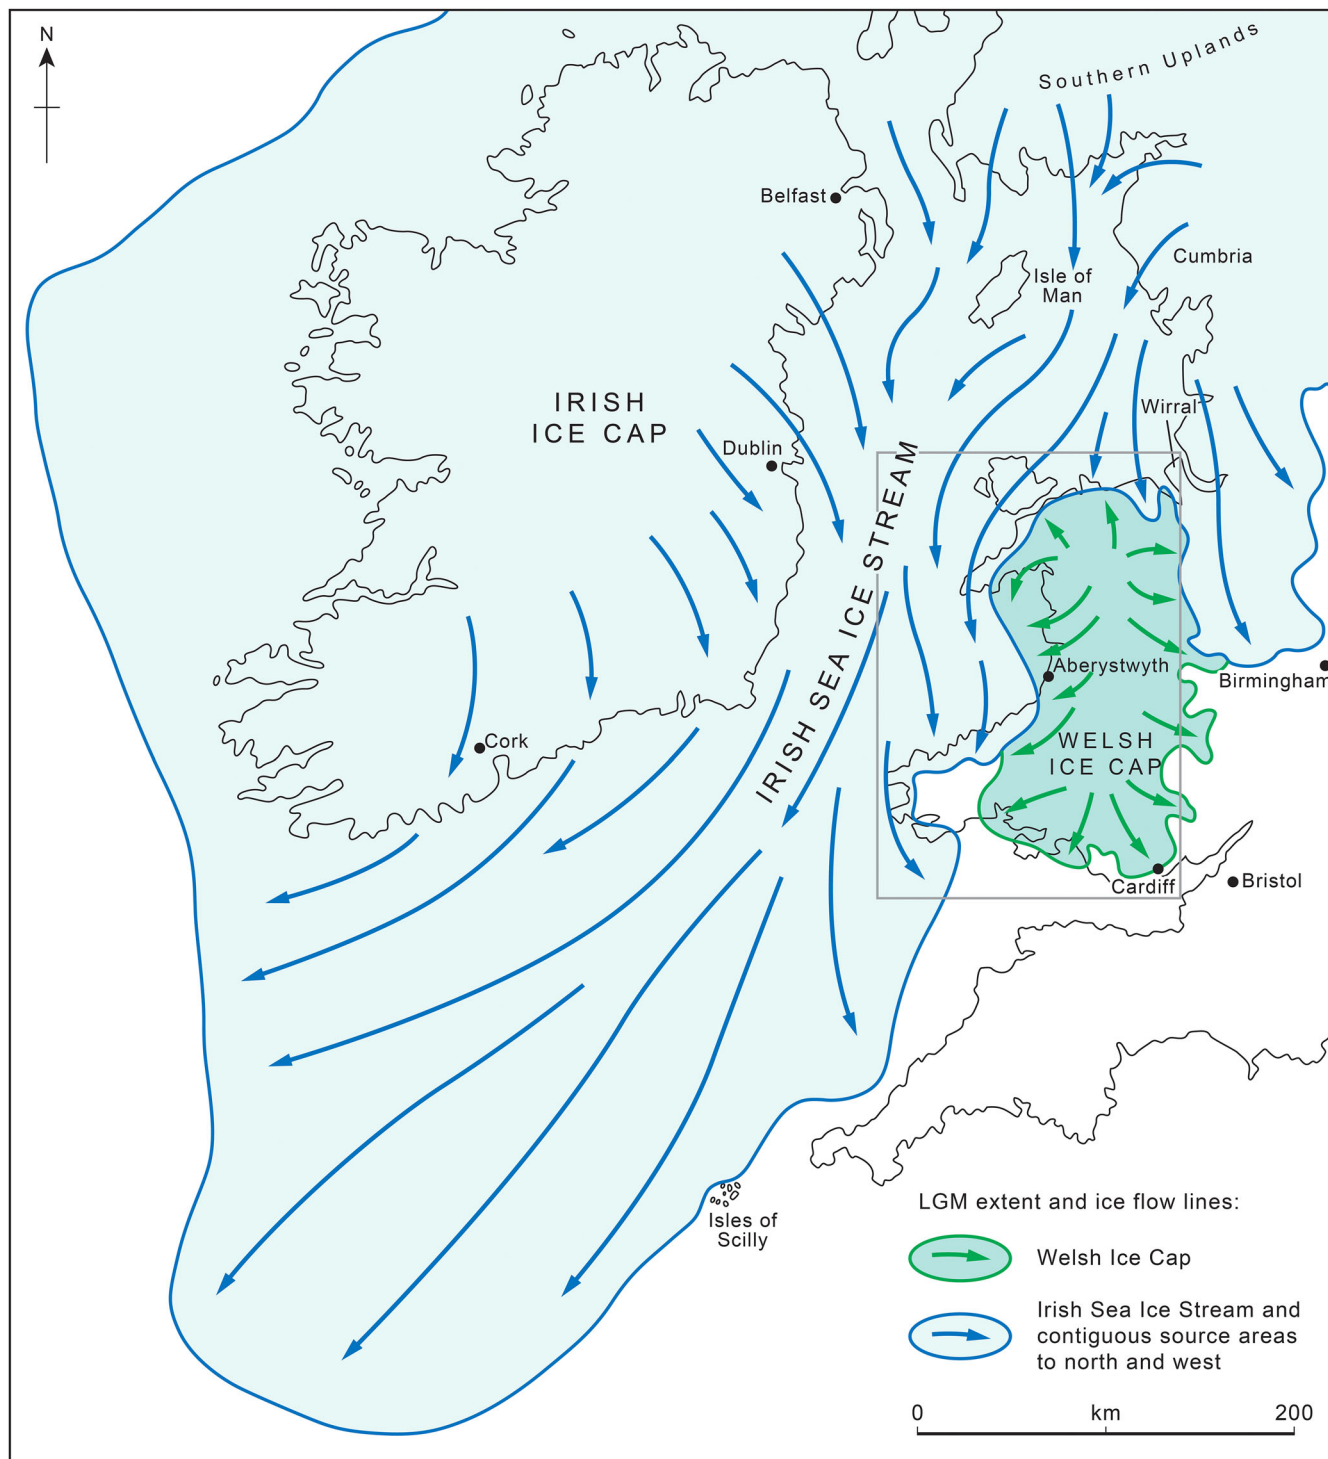 N
Southern Uplands
Belfast
Cumbria
Isle of
Man
IRISH
ICE CAP
Wirral
Dublin
IRISH SEA ICE STREAM
Aberystwyth
Birmingham
Cork
WELSH
ICE CAP
Cardiff
Bristol
Isles of
Scilly
LGM extent and ice flow lines:
Welsh Ice Cap
Irish Sea Ice Stream and
contiguous source areas
to north and west
0 km 200